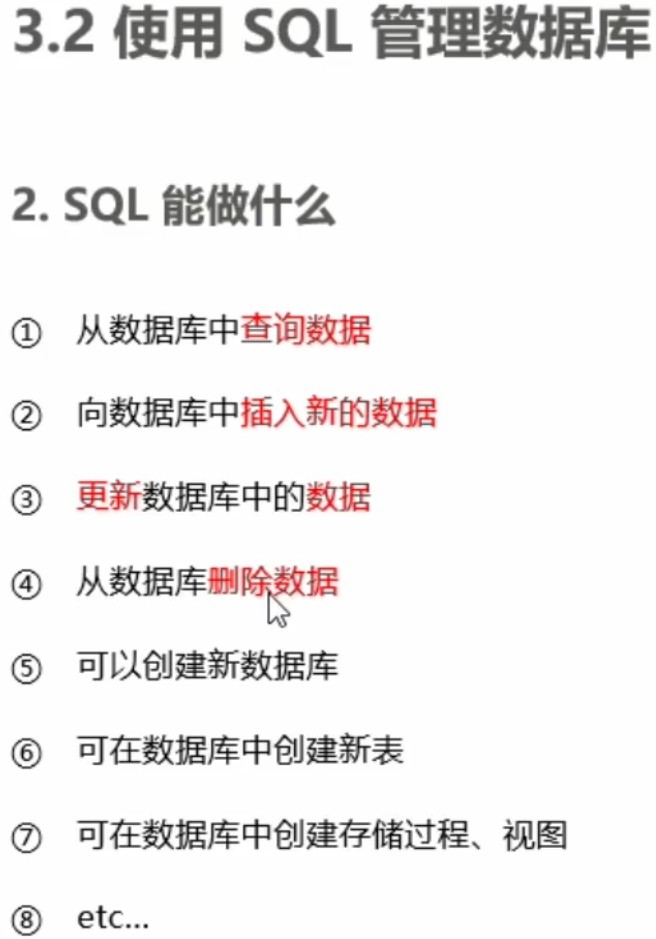 3.2 使用 SQL 管理数据库
2. SQL 能做什么
① 从数据库中查询数据
② 向数据库中插入新的数据
③ 更新数据库中的数据
④ 从数据库删除数据
⑤ 可以创建新数据库
⑥ 可在数据库中创建新表
⑦ 可在数据库中创建存储过程、视图
⑧ etc...